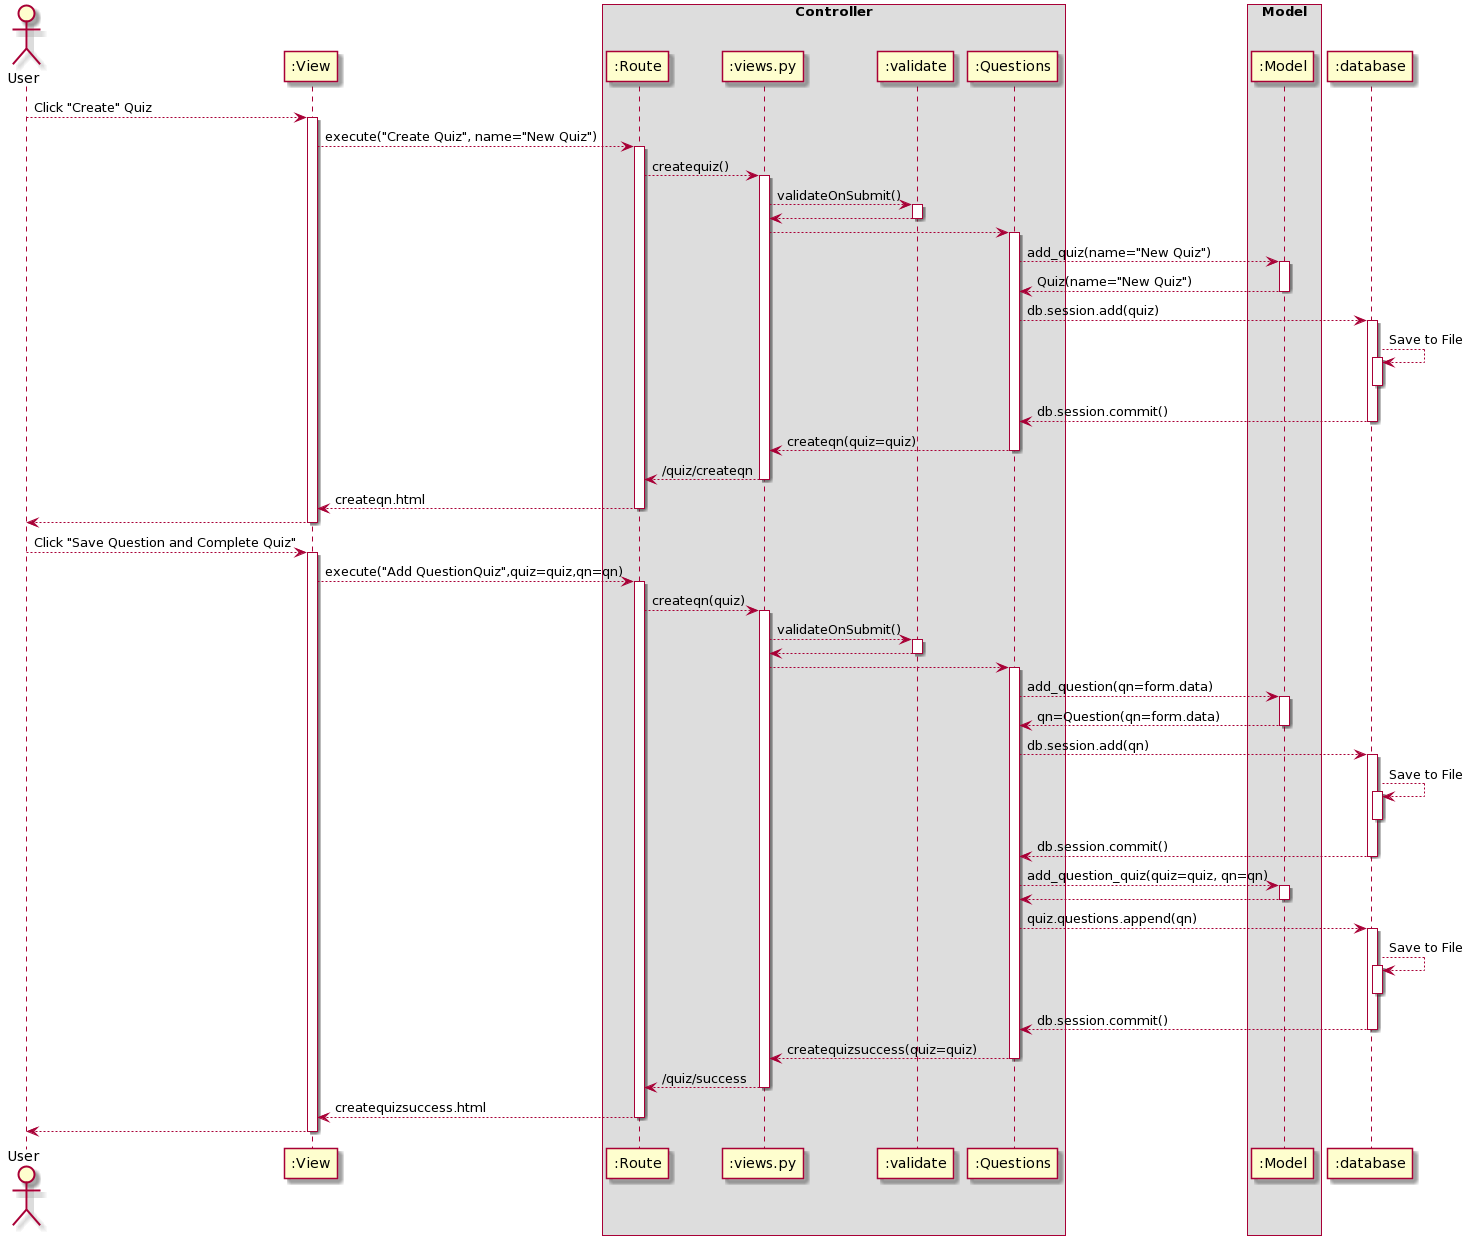 Controller
Model
User
:View
:Route
:views.py
:validate
:Questions
:Model
:database
Click "Create" Quiz
execute("Create Quiz", name="New Quiz")
createquiz()
validateOnSubmit()
add_quiz(name="New Quiz")
Quiz(name="New Quiz")
db.session.add(quiz)
Save to File
db.session.commit()
createqn(quiz=quiz)
/quiz/createqn
createqn.html
Click "Save Question and Complete Quiz"
execute("Add QuestionQuiz",quiz=quiz,qn=qn)
createqn(quiz)
validateOnSubmit()
add_question(qn=form.data)
qn=Question(qn=form.data)
db.session.add(qn)
Save to File
db.session.commit()
add_question_quiz(quiz=quiz, qn=qn)
quiz.questions.append(qn)
Save to File
db.session.commit()
createquizsuccess(quiz=quiz)
/quiz/success
createquizsuccess.html
User
:View
:Route
:views.py
:validate
:Questions
:Model
:database